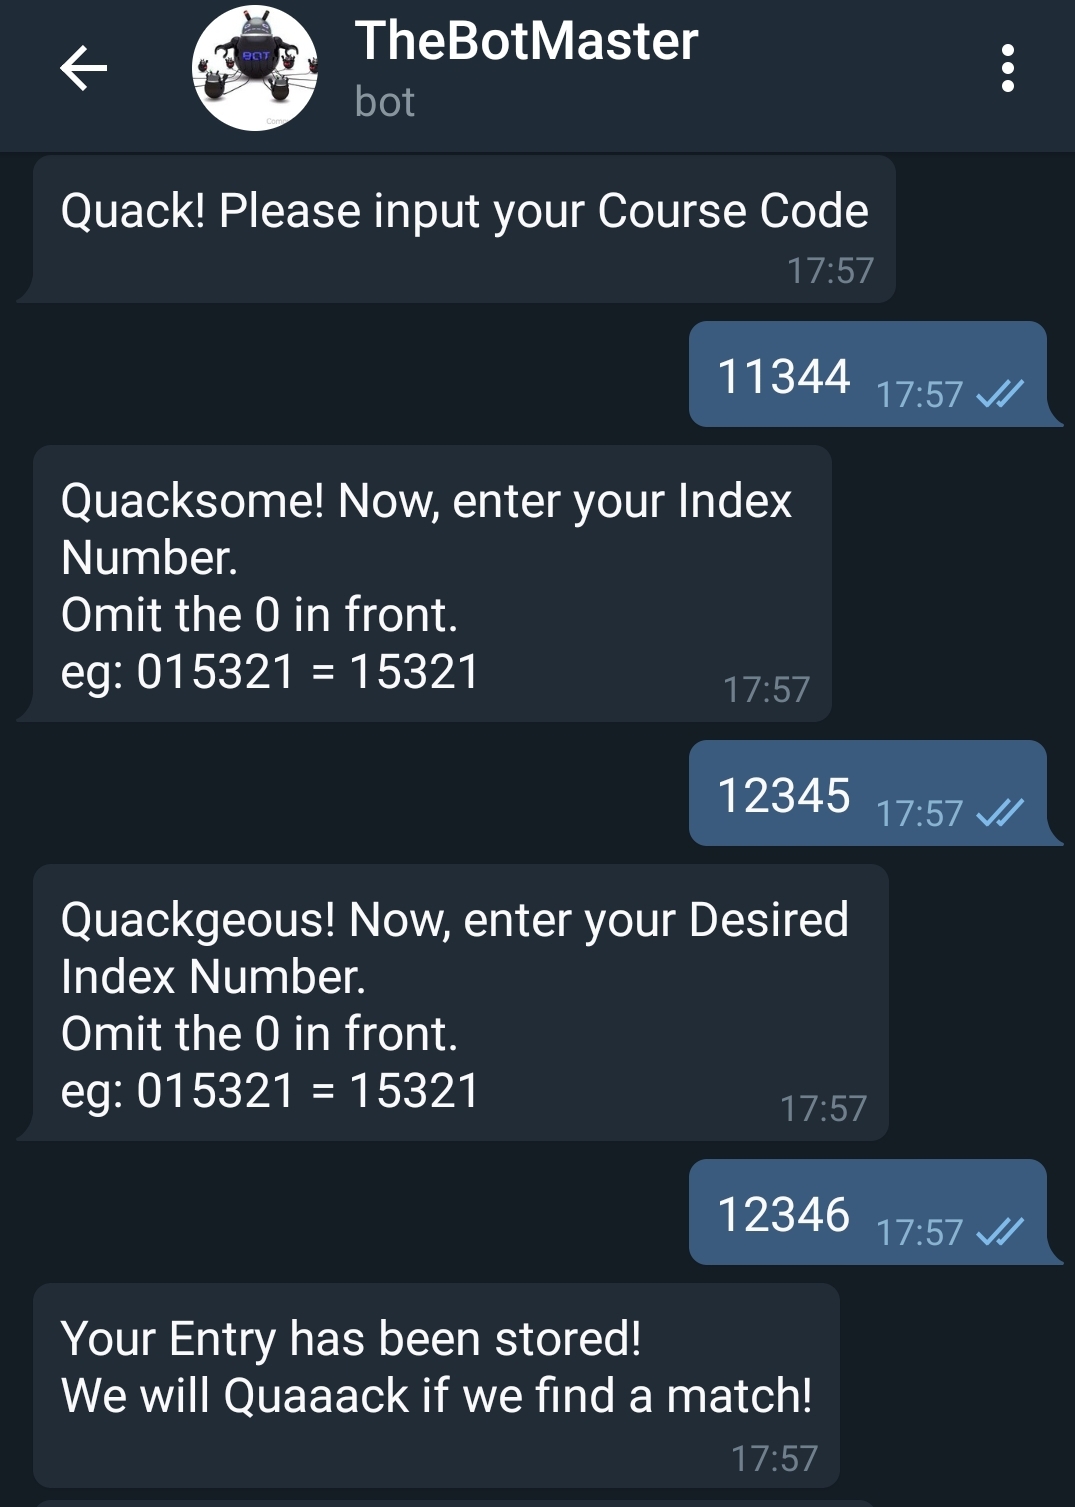 TheBotMaster
bot
BOT
Quack! Please input your Course Code
17:57
11344 17:57
Quacksome! Now, enter your Index
Number.
Omit the 0 in front.
eg: 015321 = 15321
17:57
12345 17:57
Quackgeous! Now, enter your Desired
Index Number.
Omit the 0 in front.
eg: 015321 = 15321
17:57
12346 17:57
Your Entry has been stored!
We will Quaaack if we find a match!
17:57